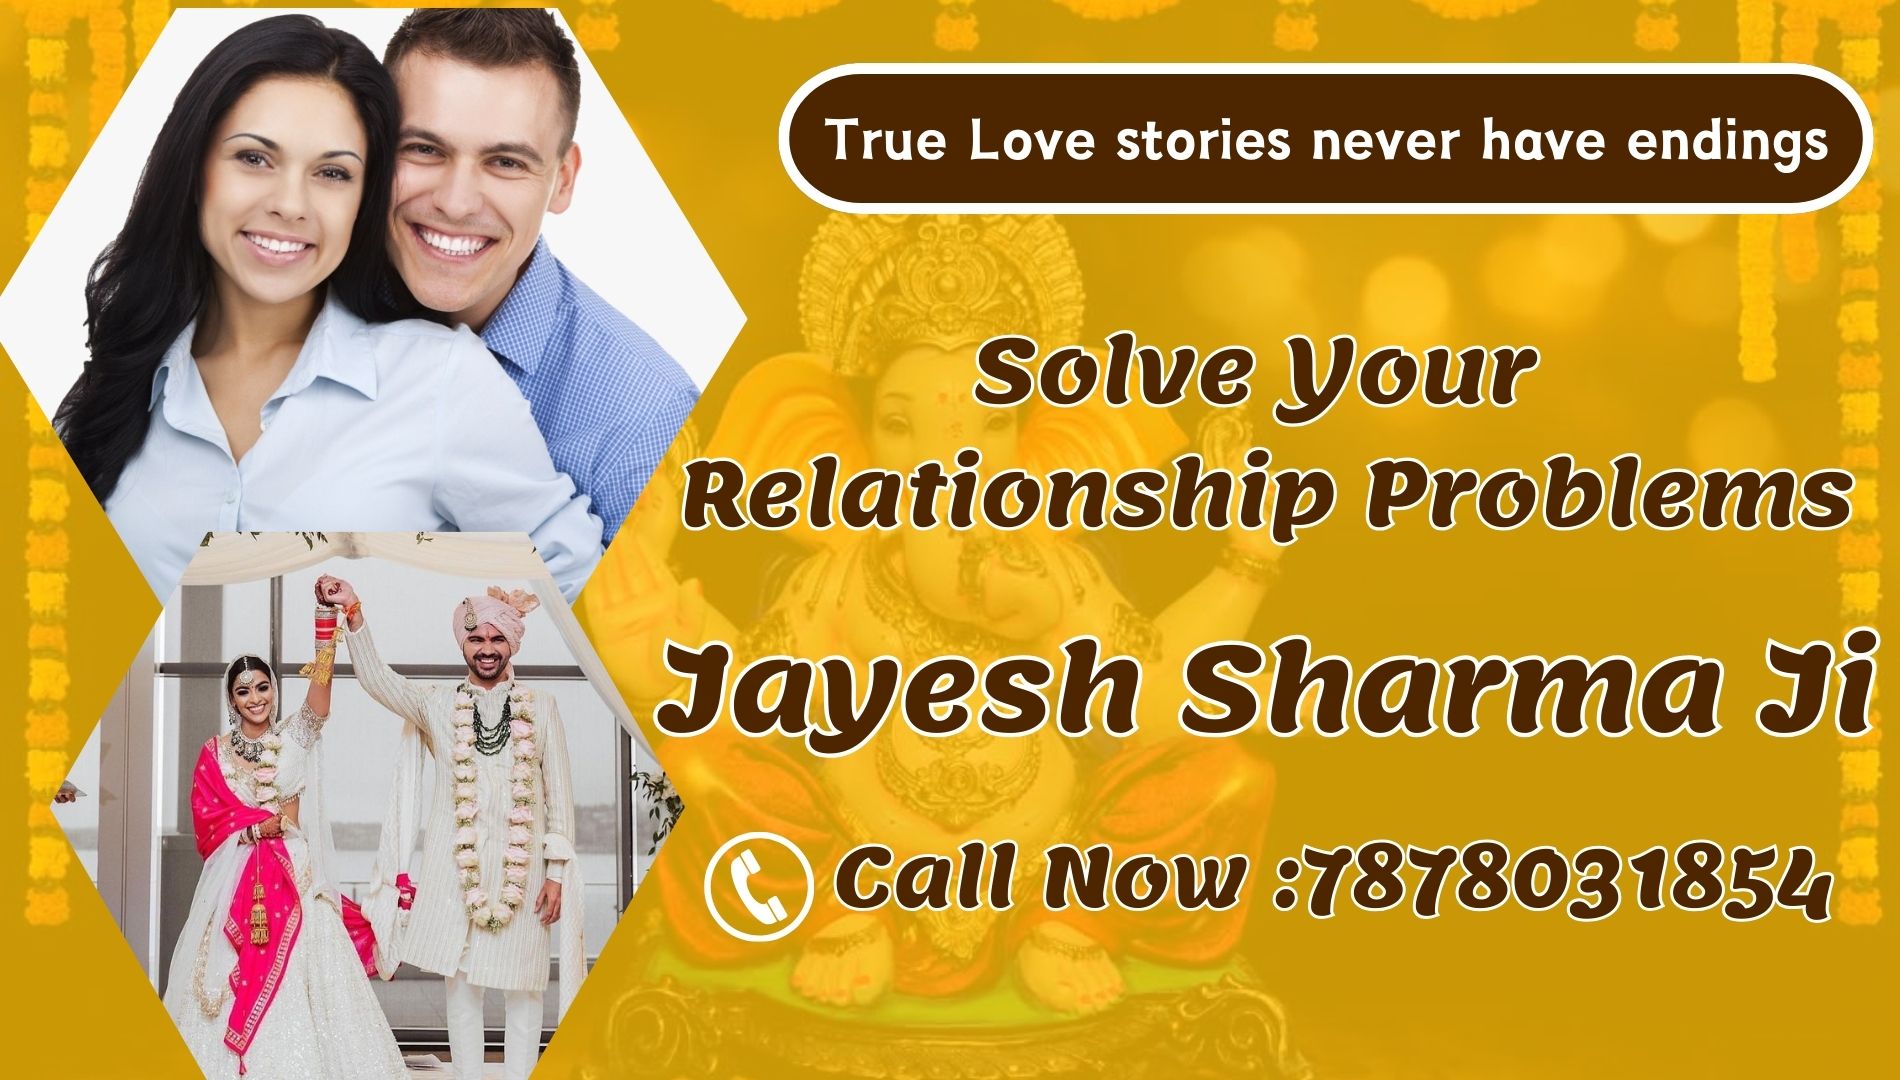 True Love stories never have endings
Solve Your
Relationship Problems
Jayesh Sharma Ji
Call Now :7878031854